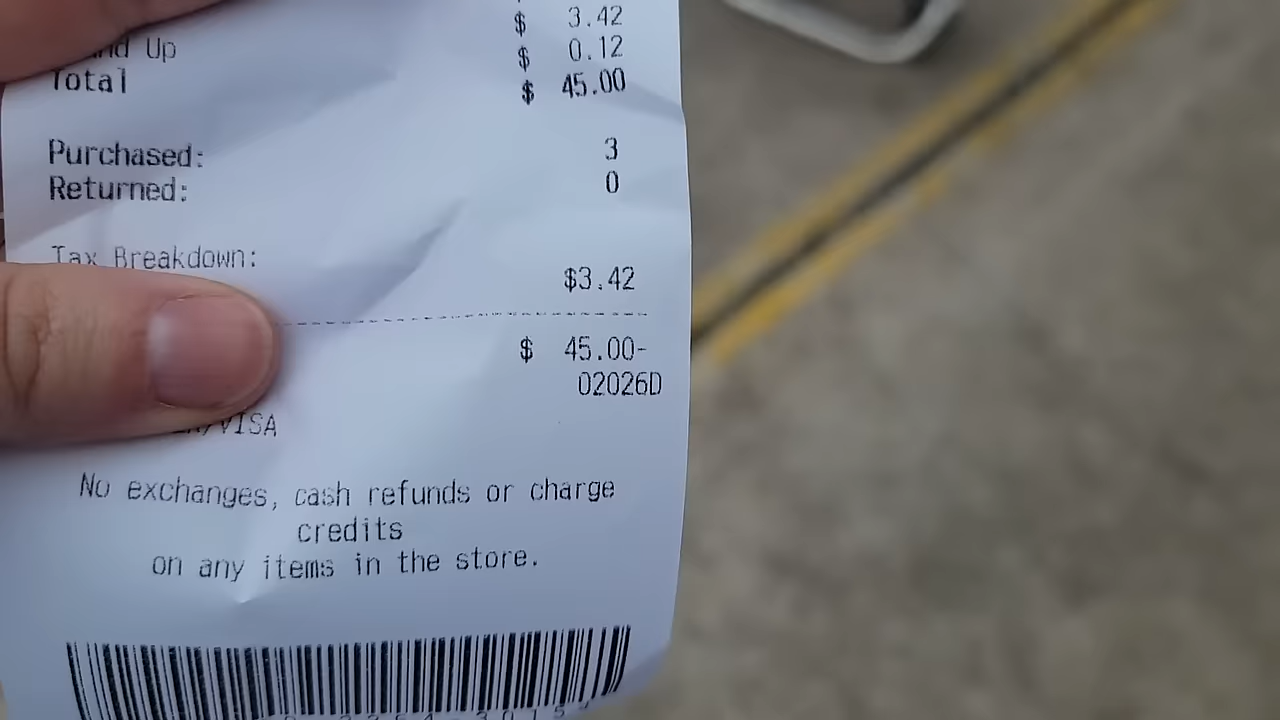 $ 3.42
Up $ 0.12
Total $ 45.00
Purchased: 3
Returned: 0
Tax Breakdown:
$3.42
$ 45.00-
02026D
/VISA
No exchanges, cash refunds or charge
credits
on any items in the store.